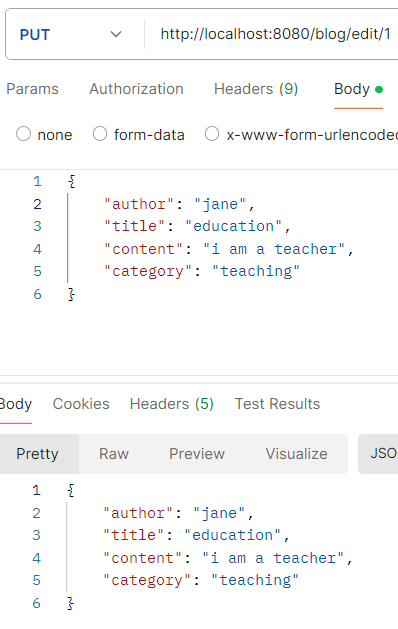 PUT http://localhost:8080/blog/edit/1
Params Authorization Headers (9) Body
none form-data x-www-form-urlencoded
1 {
2 "author": "jane",
3 "title": "education",
4 "content": "i am a teacher",
5 "category": "teaching"
6 }
Body Cookies Headers (5) Test Results
Pretty Raw Preview Visualize JSO
1 {
2 "author": "jane",
3 "title": "education",
4 "content": "i am a teacher",
5 "category": "teaching"
6 }